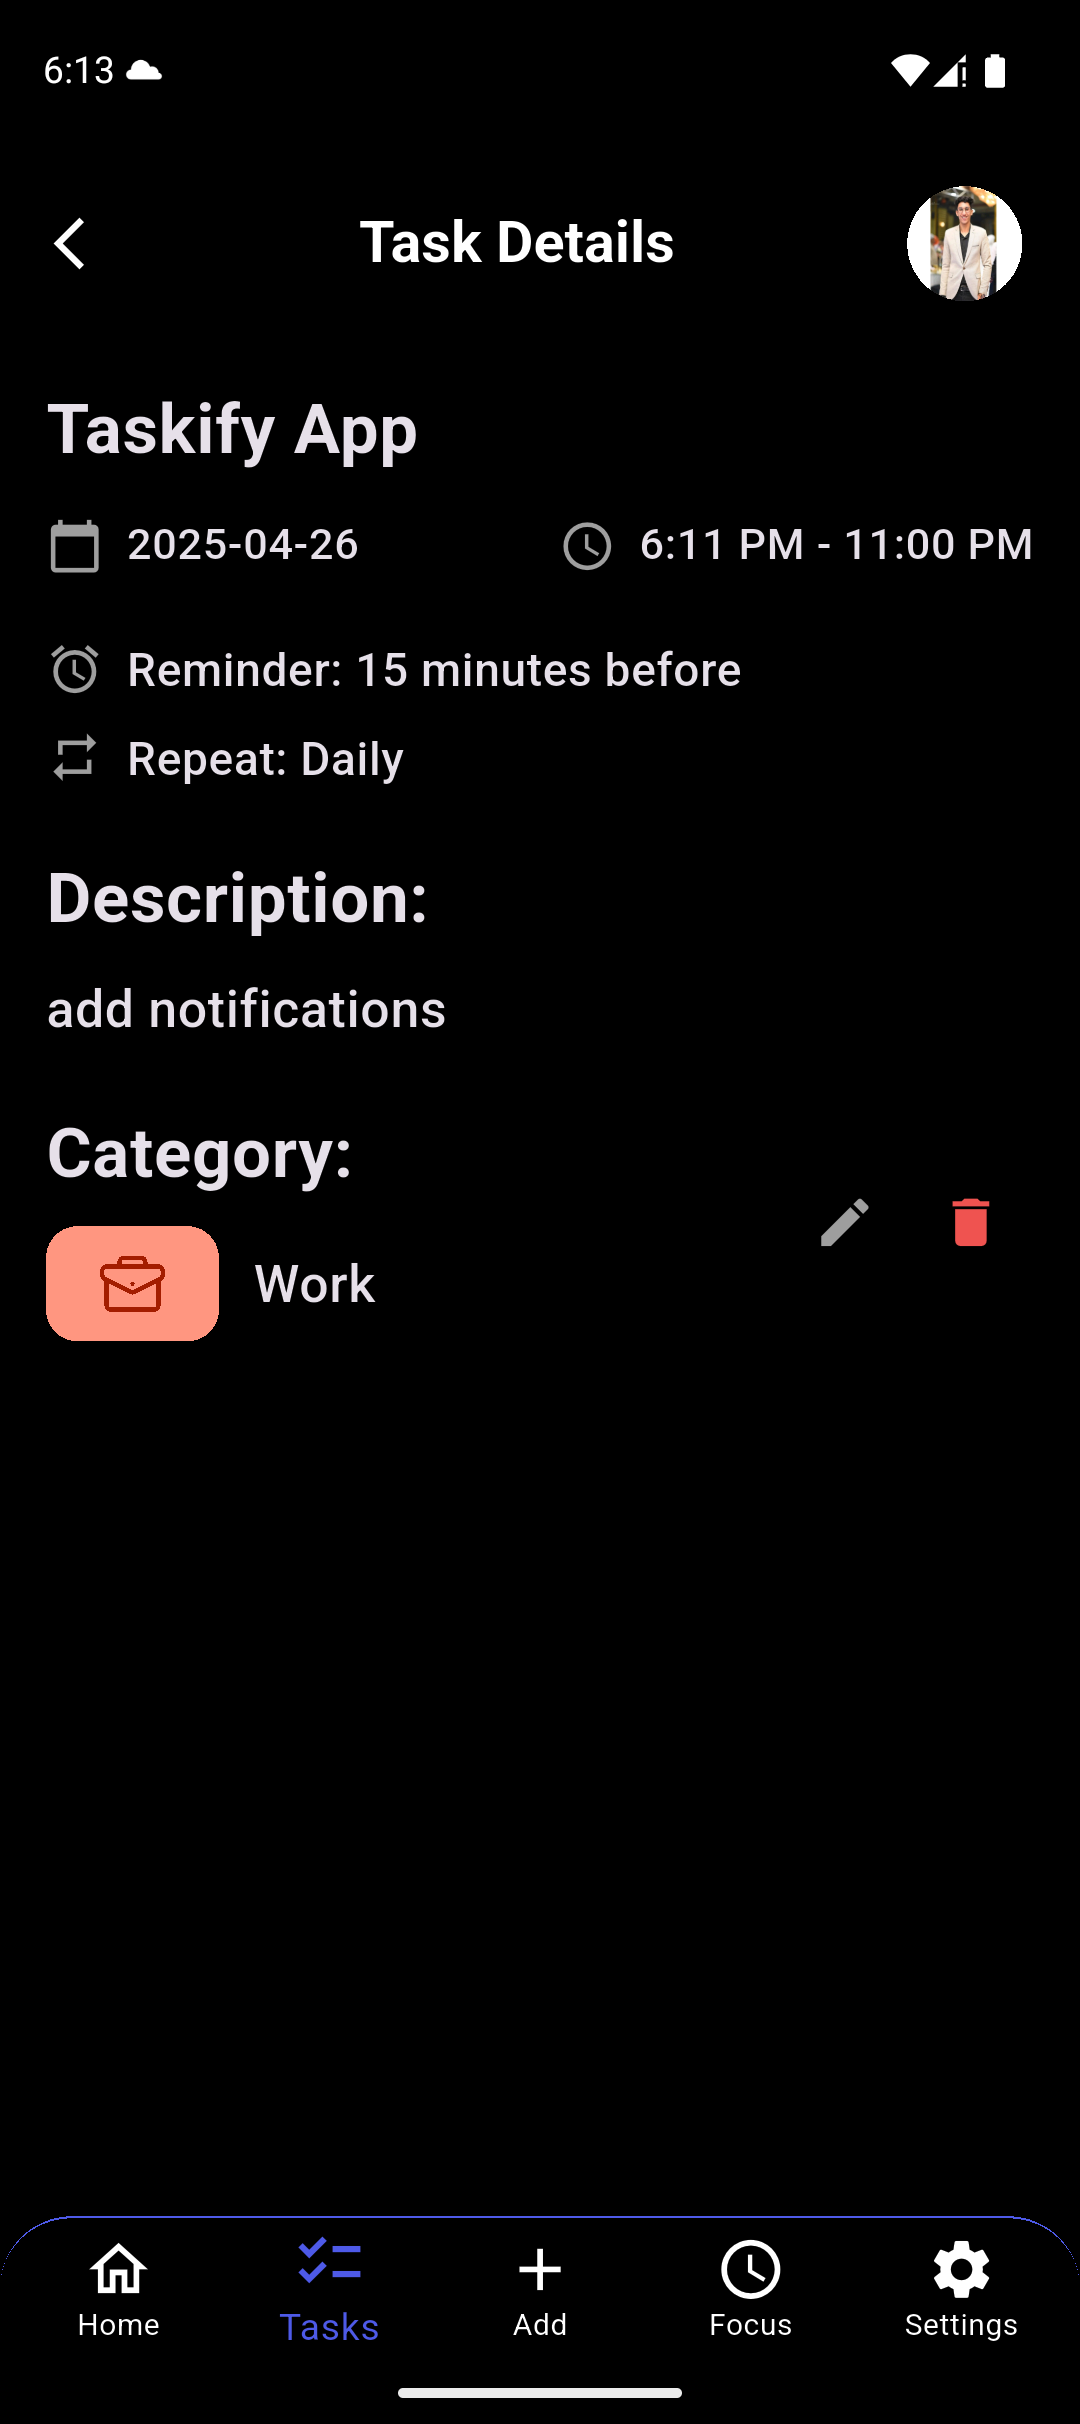 6:13
Task Details
Taskify App
2025-04-26
6:11 PM - 11:00 PM
Reminder: 15 minutes before
Repeat: Daily
Description:
add notifications
Category:
Work
Home
Tasks
Add
Focus
Settings